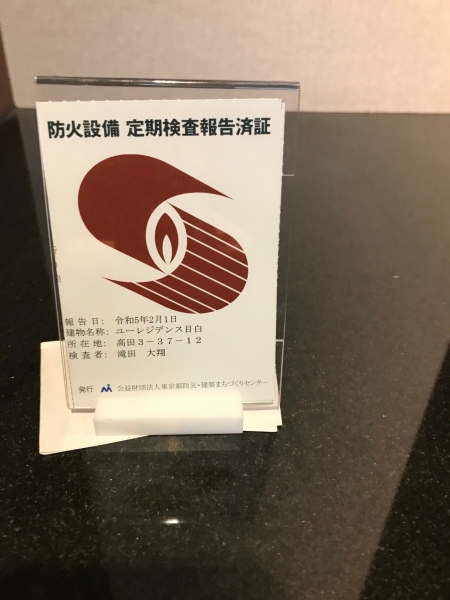 防火設備 定期検査報告済証
報告日: 令和5年2月1日
建物名称: ユーレジデンス目白
所在地: 高田3-37-12
検査者: 滝田 大翔
発行 公益財団法人東京都防災・建築まちづくりセンター